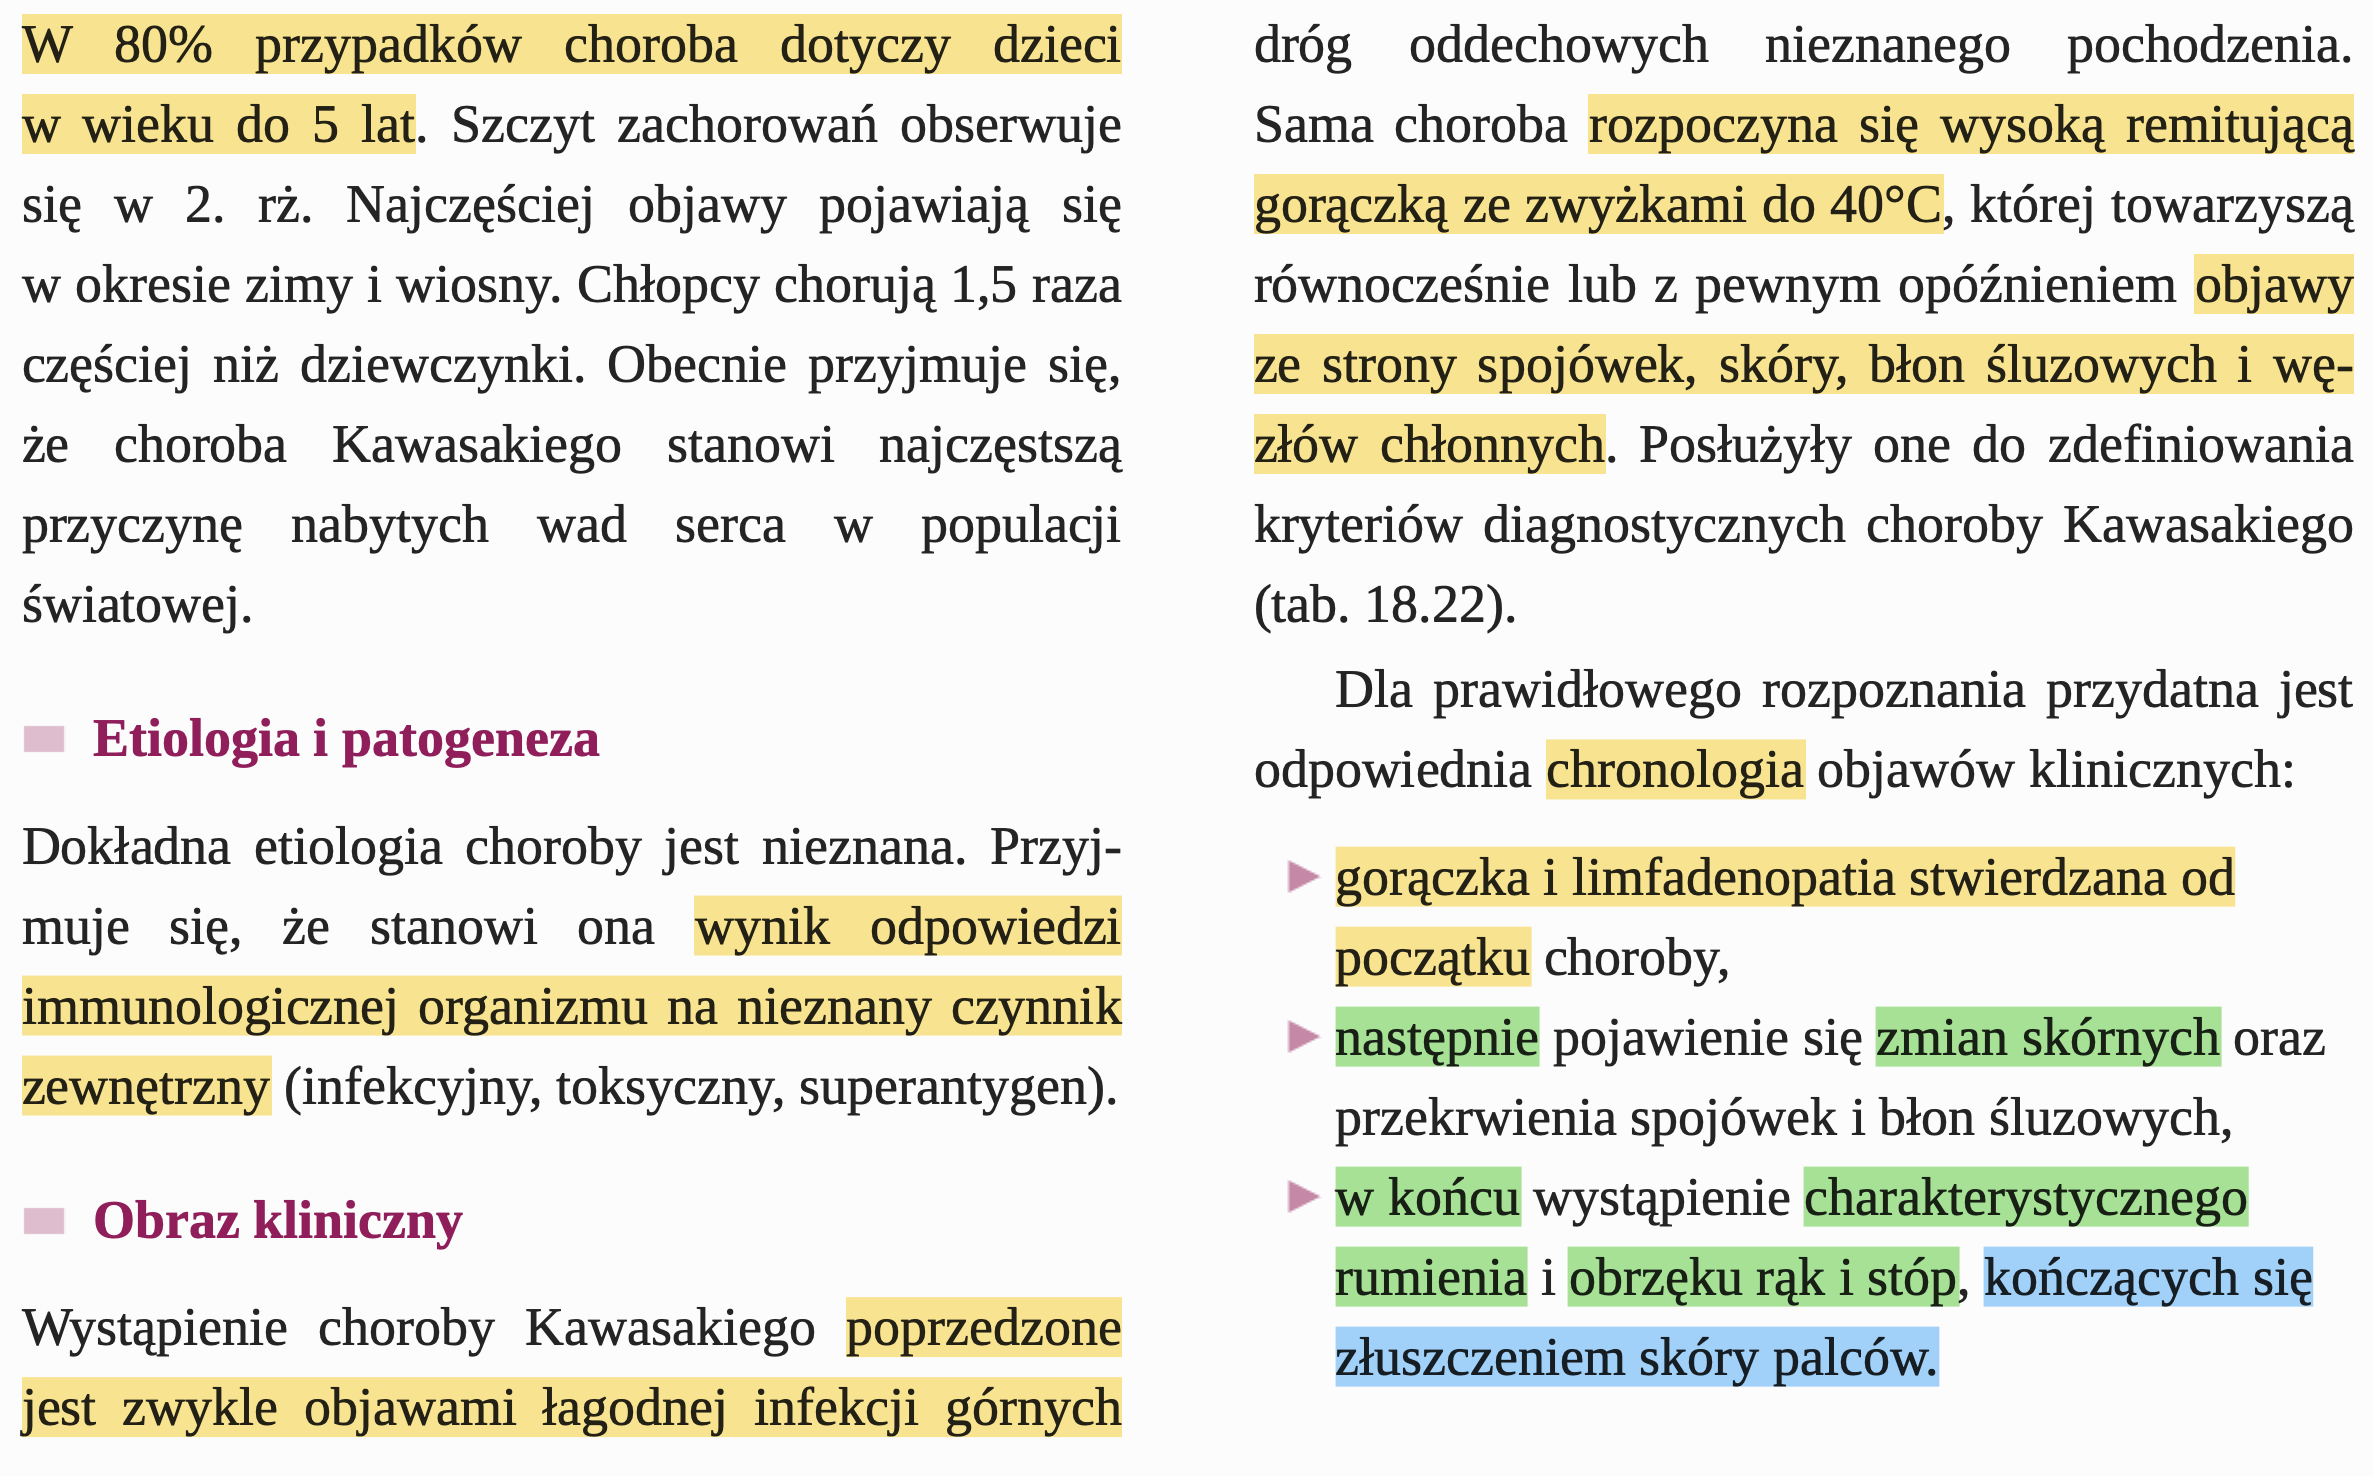 W 80% przypadków choroba dotyczy dzieci
w wieku do 5 lat. Szczyt zachorowań obserwuje
się w 2. rż. Najczęściej objawy pojawiają się
w okresie zimy i wiosny. Chłopcy chorują 1,5 raza
częściej niż dziewczynki. Obecnie przyjmuje się,
że choroba Kawasakiego stanowi najczęstszą
przyczynę nabytych wad serca w populacji
światowej.
Etiologia i patogeneza
Dokładna etiologia choroby jest nieznana. Przyj-
muje się, że stanowi ona wynik odpowiedzi
immunologicznej organizmu na nieznany czynnik
zewnętrzny (infekcyjny, toksyczny, superantygen).
Obraz kliniczny
Wystąpienie choroby Kawasakiego poprzedzone
jest zwykle objawami łagodnej infekcji górnych
dróg oddechowych nieznanego pochodzenia.
Sama choroba rozpoczyna się wysoką remitującą
gorączką ze zwyżkami do 40°C, której towarzyszą
równocześnie lub z pewnym opóźnieniem objawy
ze strony spojówek, skóry, błon śluzowych i wę-
złów chłonnych. Posłużyły one do zdefiniowania
kryteriów diagnostycznych choroby Kawasakiego
(tab. 18.22).
Dla prawidłowego rozpoznania przydatna jest
odpowiednia chronologia objawów klinicznych:
► gorączka i limfadenopatia stwierdzana od
początku choroby,
► następnie pojawienie się zmian skórnych oraz
przekrwienia spojówek i błon śluzowych,
► w końcu wystąpienie charakterystycznego
rumienia i obrzęku rąk i stóp, kończących się
złuszczeniem skóry palców.